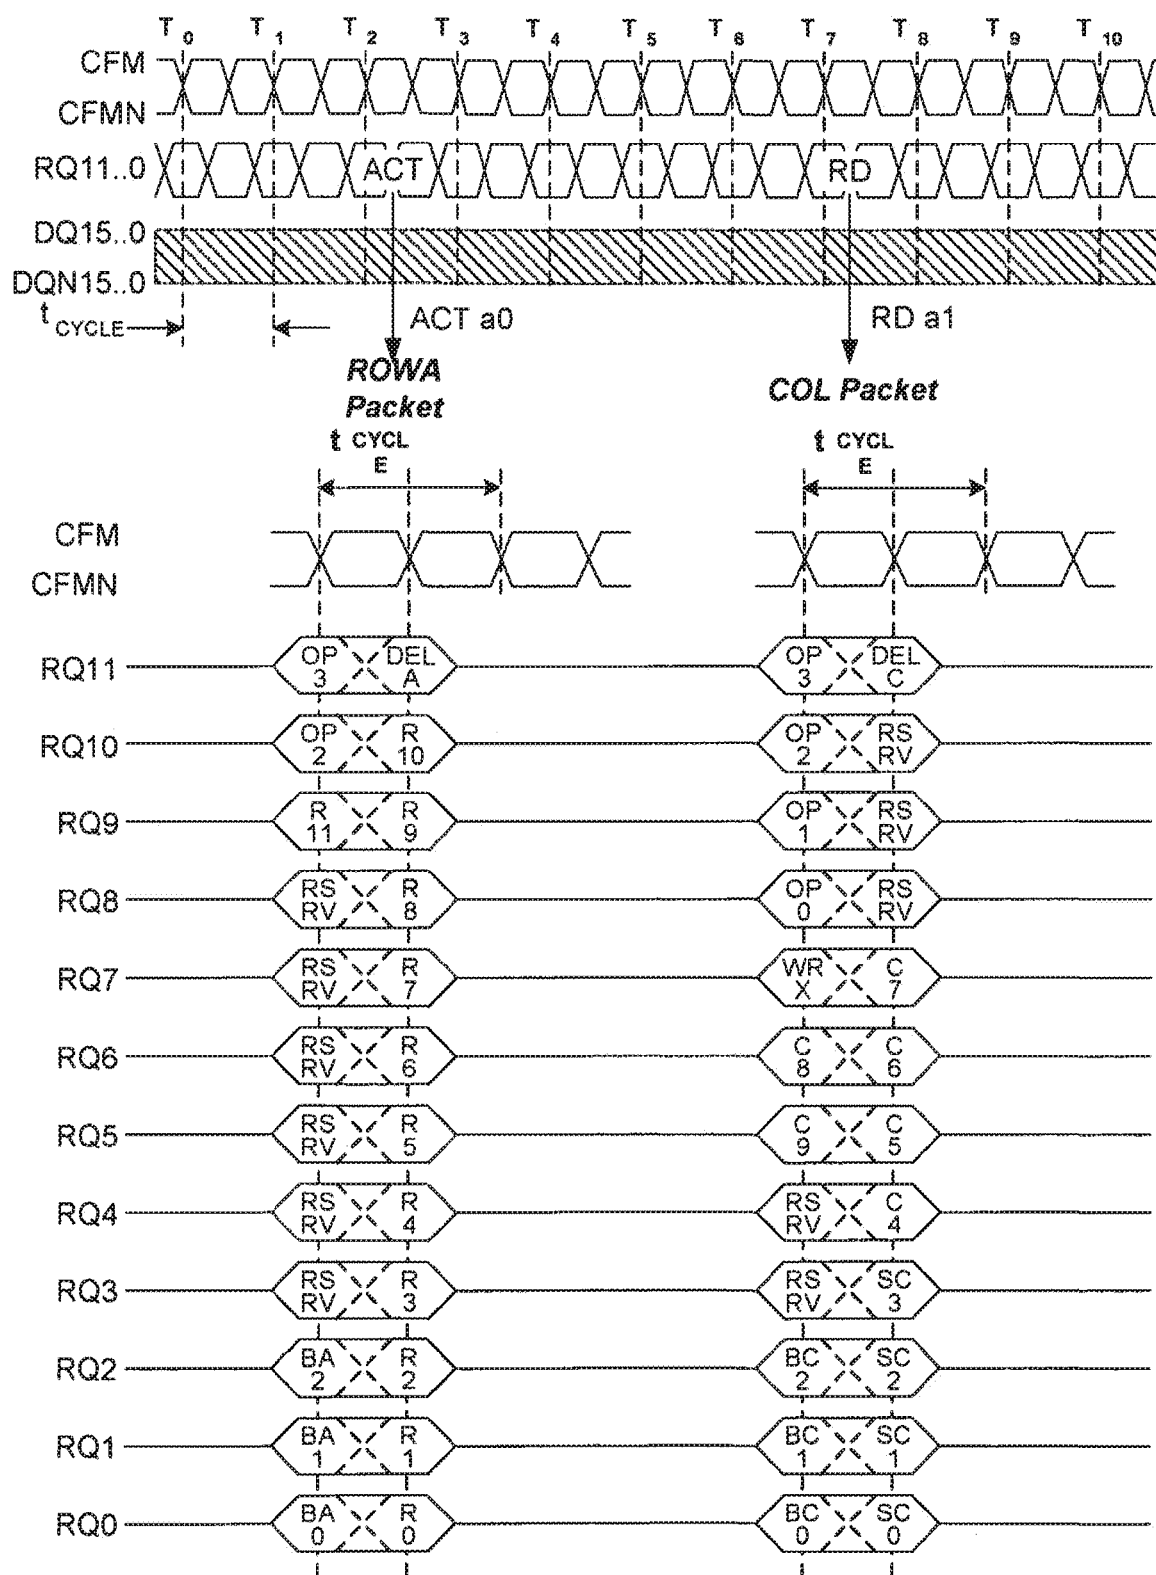 T0 T1 T2 T3 T4 T5 T6 T7 T8 T9 T10
CFM
CFMN
RQ11..0 ACT RD
DQ15..0
DQN15..0
tCYCLE
ACT a0 RD a1
ROWA
Packet
COL Packet
t CYCL
E
t CYCL
E
CFM
CFMN
RQ11 OP 3 DEL A OP 3 DEL C
RQ10 OP 2 R 10 OP 2 RS RV
RQ9 R 11 R 9 OP 1 RS RV
RQ8 RS RV R 8 OP 0 RS RV
RQ7 RS RV R 7 WR X C 7
RQ6 RS RV R 6 C 8 C 6
RQ5 RS RV R 5 C 9 C 5
RQ4 RS RV R 4 RS RV C 4
RQ3 RS RV R 3 RS RV SC 3
RQ2 BA 2 R 2 BC 2 SC 2
RQ1 BA 1 R 1 BC 1 SC 1
RQ0 BA 0 R 0 BC 0 SC 0